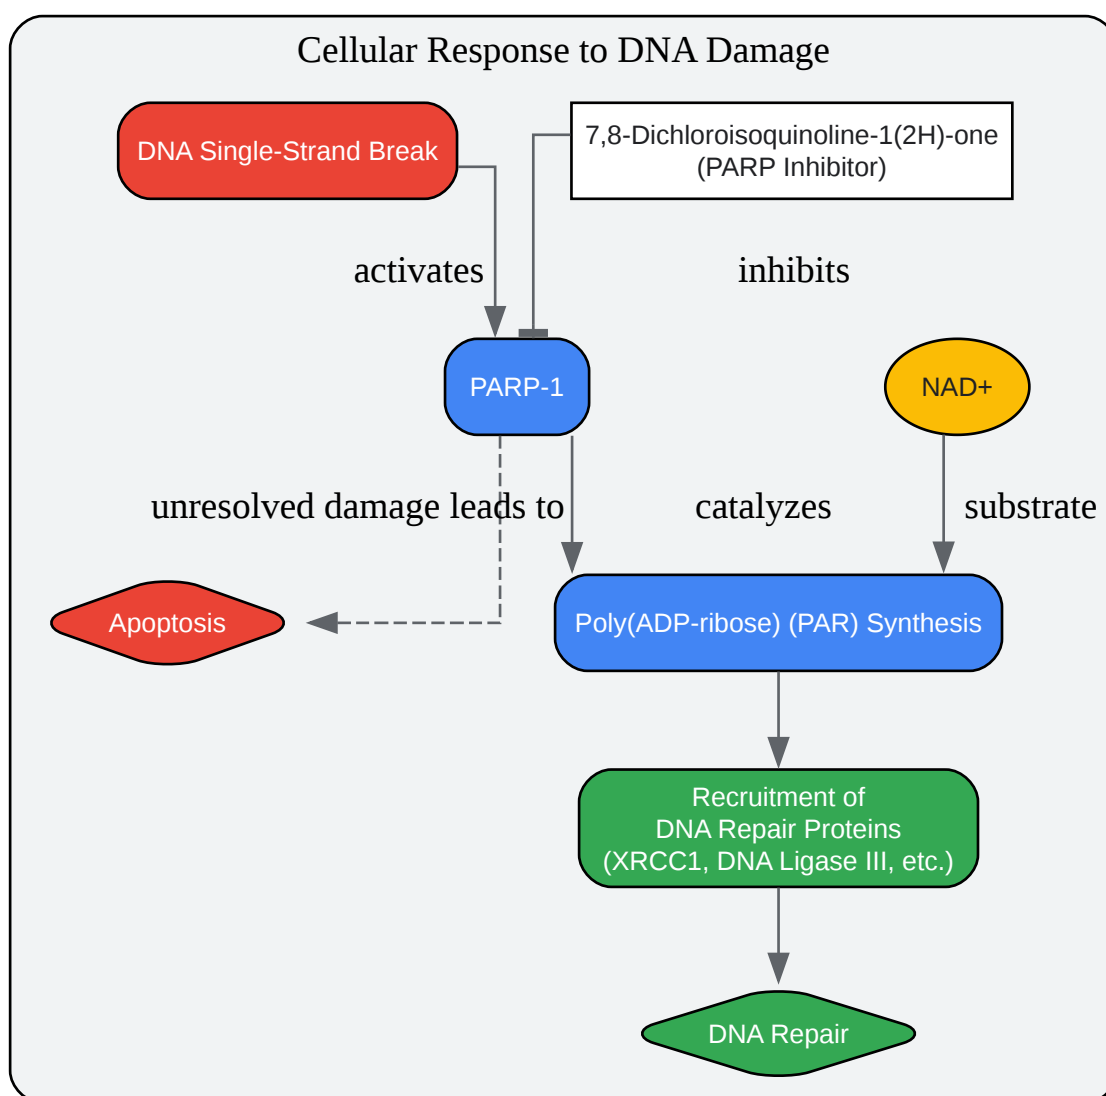 Cellular Response to DNA Damage
DNA Single-Strand Break
7,8-Dichloroisoquinoline-1(2H)-one
(PARP Inhibitor)
activates
inhibits
PARP-1
NAD+
unresolved damage leads to
catalyzes
substrate
Apoptosis
Poly(ADP-ribose) (PAR) Synthesis
Recruitment of
DNA Repair Proteins
(XRCC1, DNA Ligase III, etc.)
DNA Repair